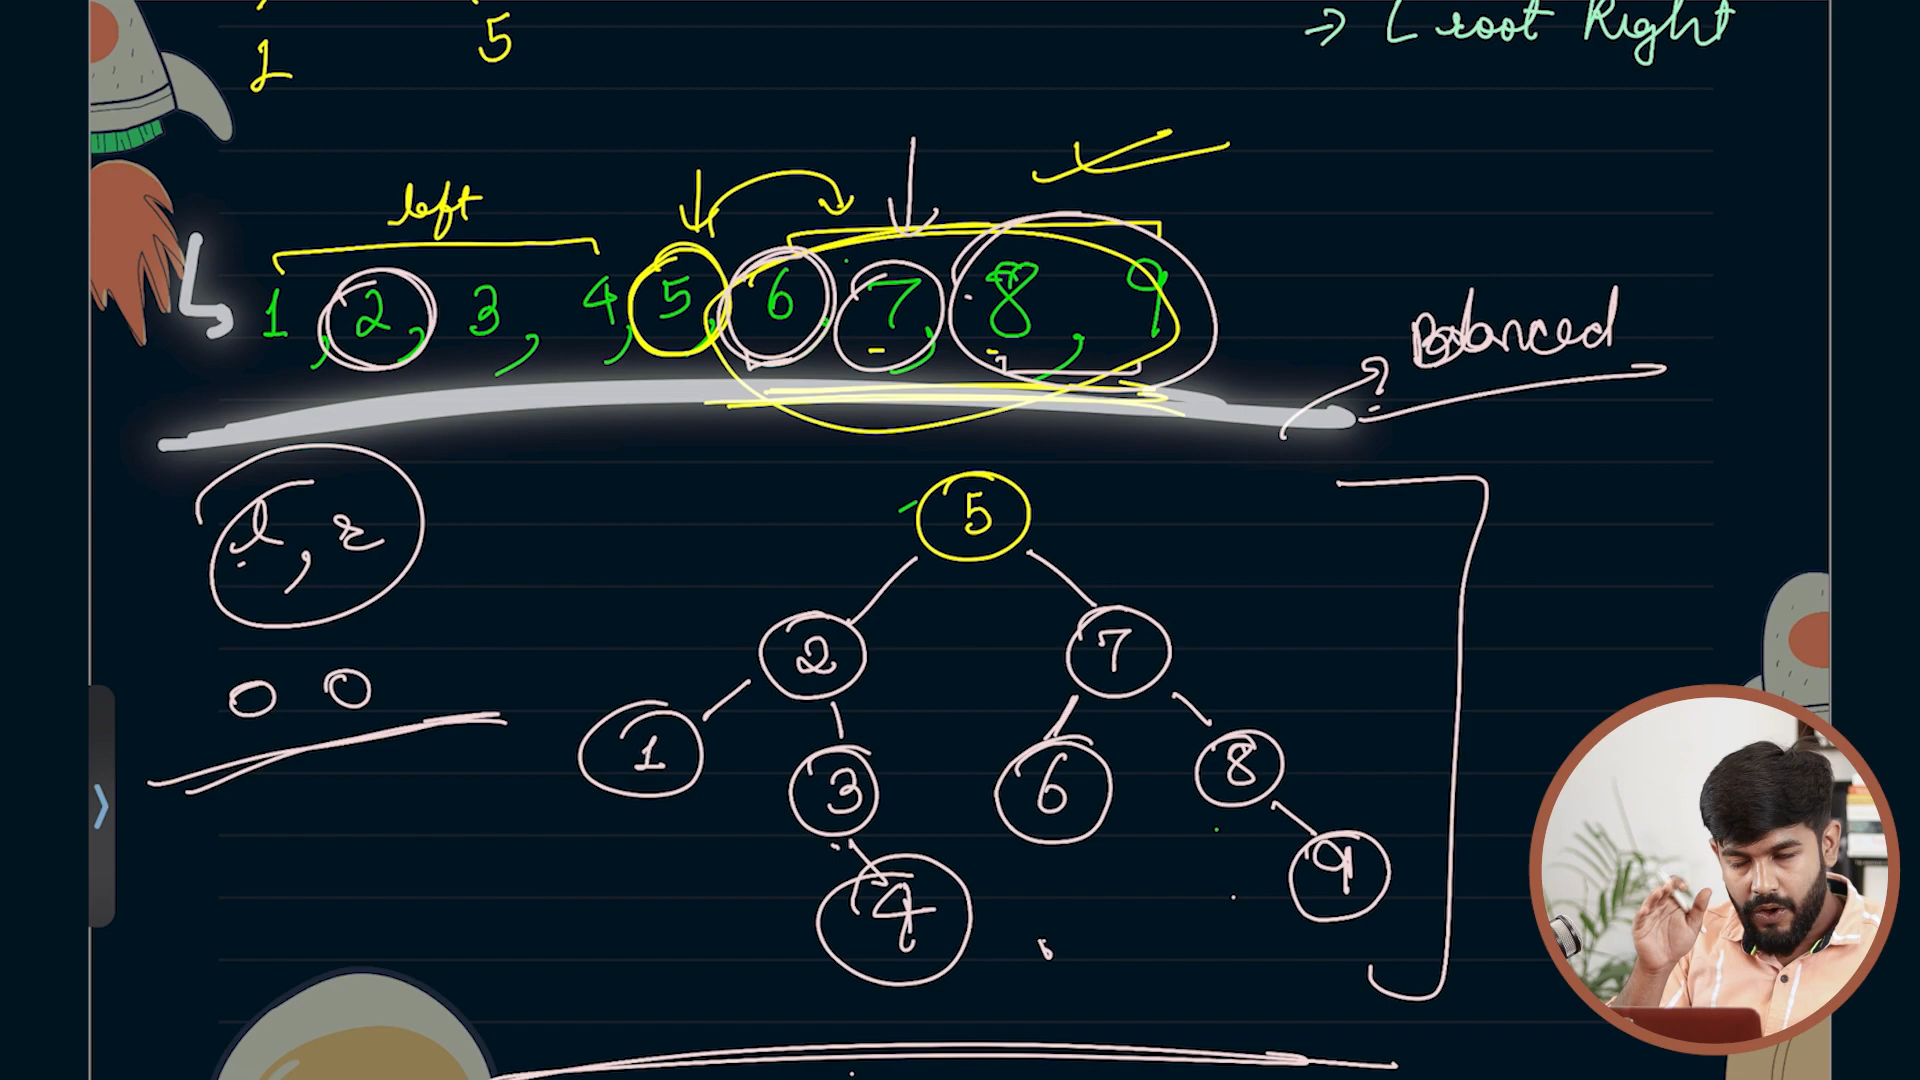 1 5
=> L root Right
left
1, 2, 3, 4, 5, 6, 7, 8, 9
? Balanced
l, r
5
2 7
1 3 6 8
4 9